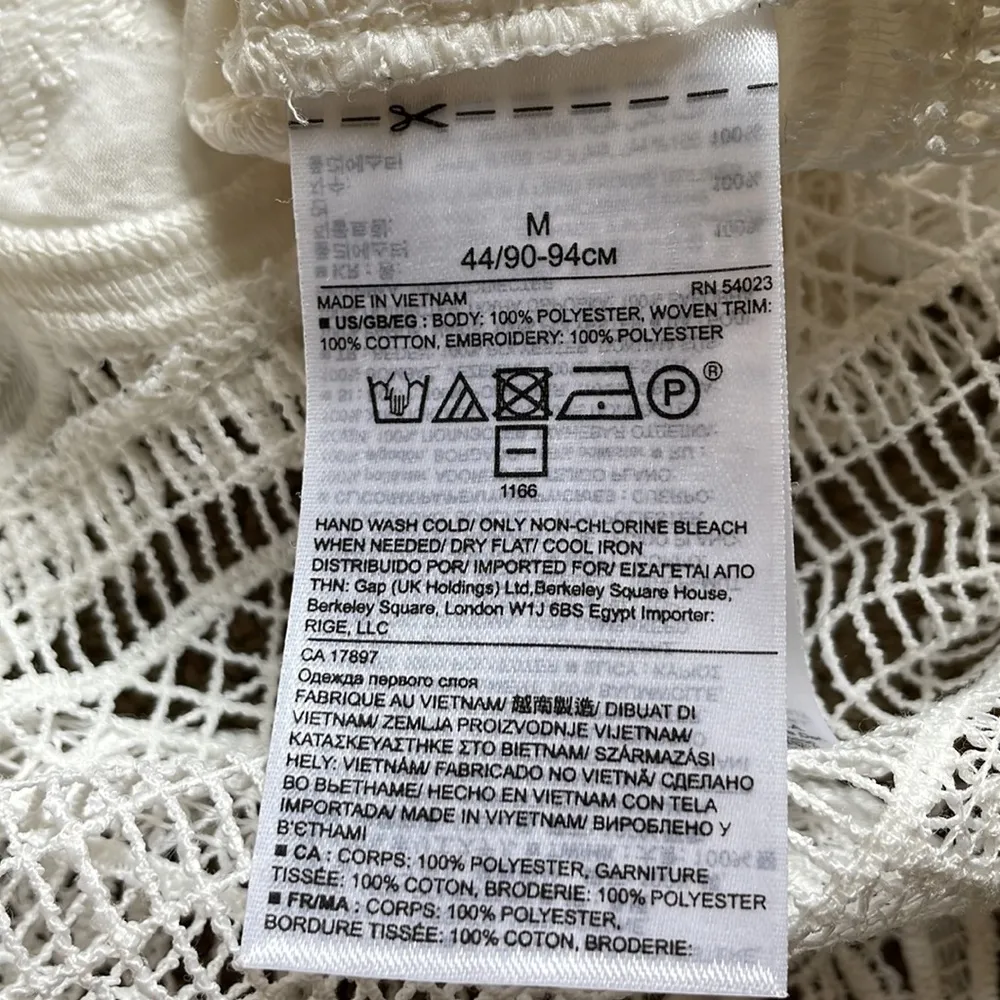 M
44/90-94см
RN 54023
MADE IN VIETNAM
■ US/GB/EG : BODY: 100% POLYESTER, WOVEN TRIM:
100% COTTON, EMBROIDERY: 100% POLYESTER
P ®
1166
HAND WASH COLD/ ONLY NON-CHLORINE BLEACH
WHEN NEEDED/ DRY FLAT/ COOL IRON
DISTRIBUIDO POR/ IMPORTED FOR/ ΕΙΣΑΓΕΤΑΙ ΑΠΟ
ΤΗΝ: Gap (UK Holdings) Ltd,Berkeley Square House,
Berkeley Square, London W1J 6BS Egypt Importer:
RIGE, LLC
CA 17897
Одежда первого слоя
FABRIQUE AU VIETNAM/ 越南製造/ DIBUAT DI
VIETNAM/ ZEMLJA PROIZVODNJE VIJETNAM/
ΚΑΤΑΣΚΕΥΑΣΤΗΚΕ ΣΤΟ ΒΙΕΤΝΑΜ/ SZÁRMAZÁSI
HELY: VIETNÁM/ FABRICADO NO VIETNÃ/ СДЕЛАНО
ВО ВЬЕТНАМЕ/ HECHO EN VIETNAM CON TELA
IMPORTADA/ MADE IN VIYETNAM/ ВИРОБЛЕНО У
В'ЄТНАМІ
■ CA : CORPS: 100% POLYESTER, GARNITURE
TISSÉE: 100% COTON, BRODERIE: 100% POLYESTER
■ FR/MA : CORPS: 100% POLYESTER,
BORDURE TISSÉE: 100% COTON, BRODERIE: